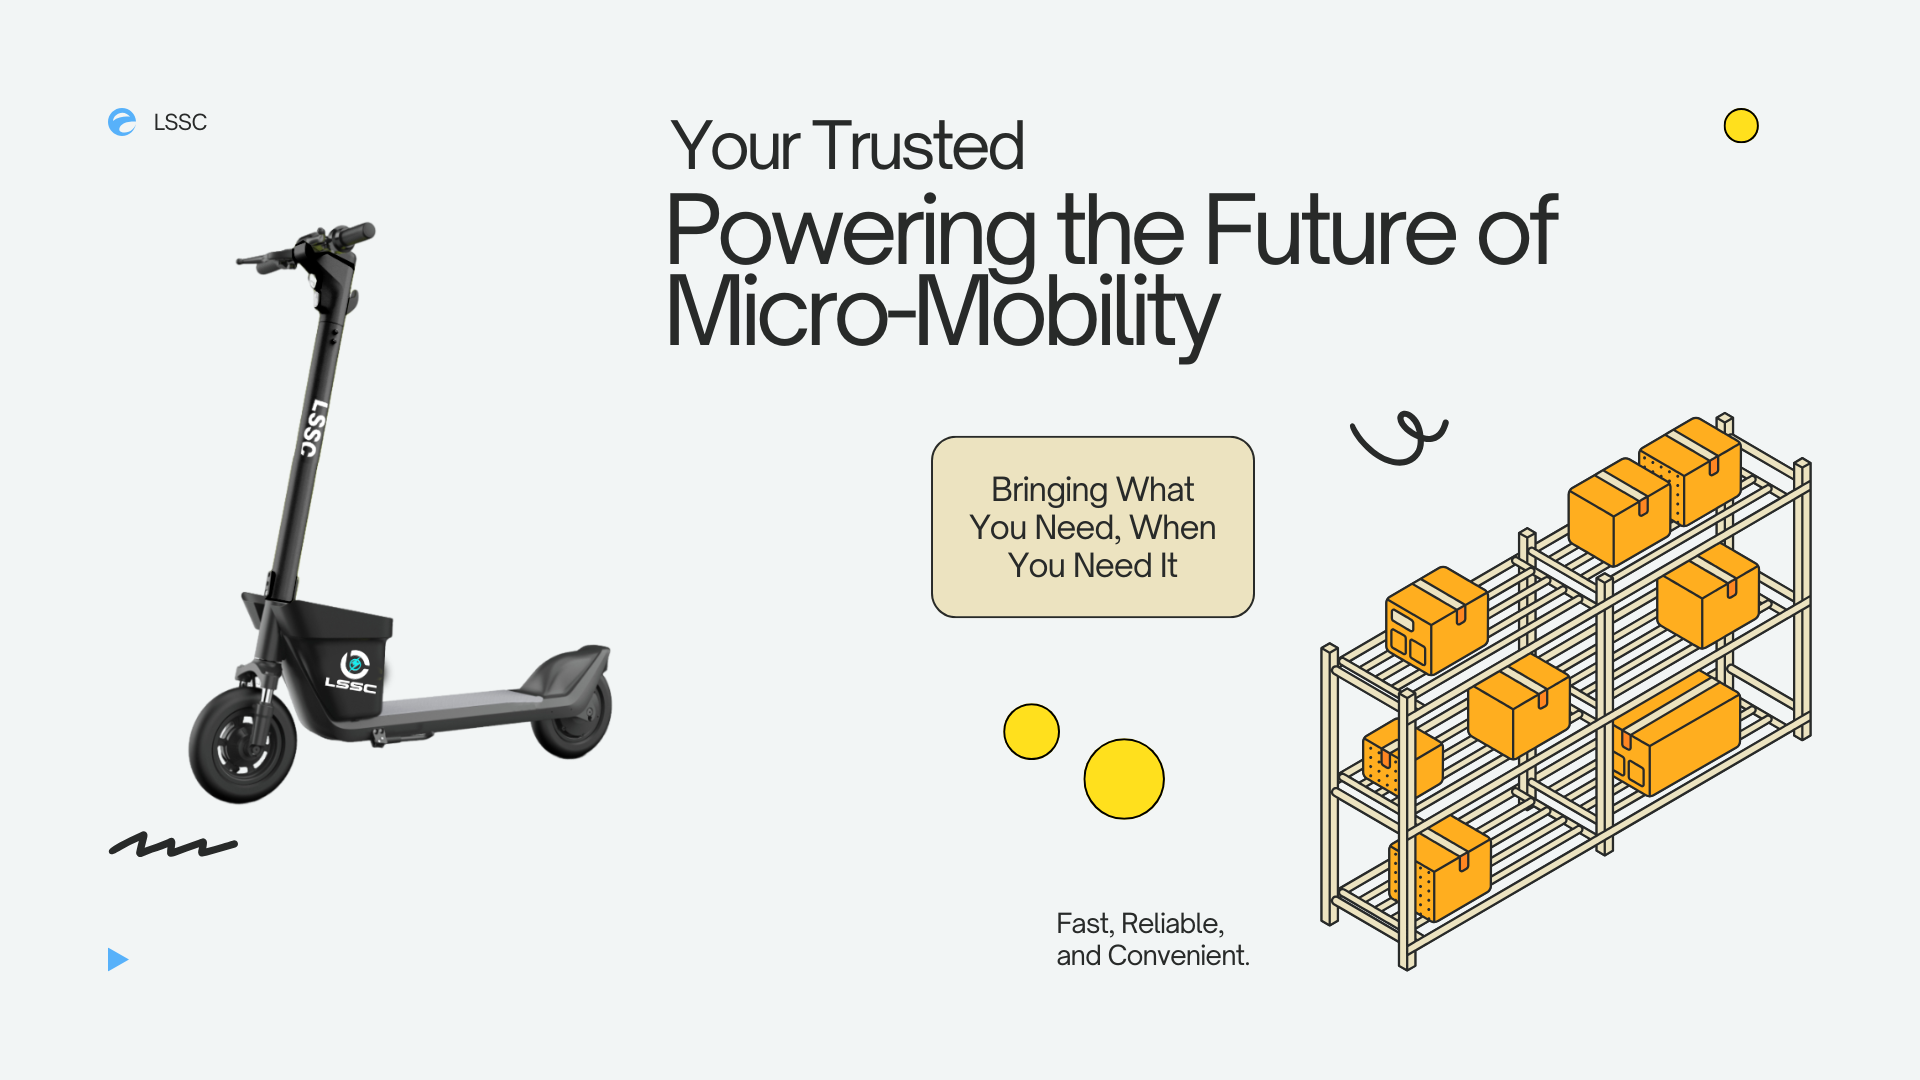 LSSC
Your Trusted
Powering the Future of
Micro-Mobility
LSSC
Bringing What
You Need, When
You Need It
LSSC
Fast, Reliable,
and Convenient.